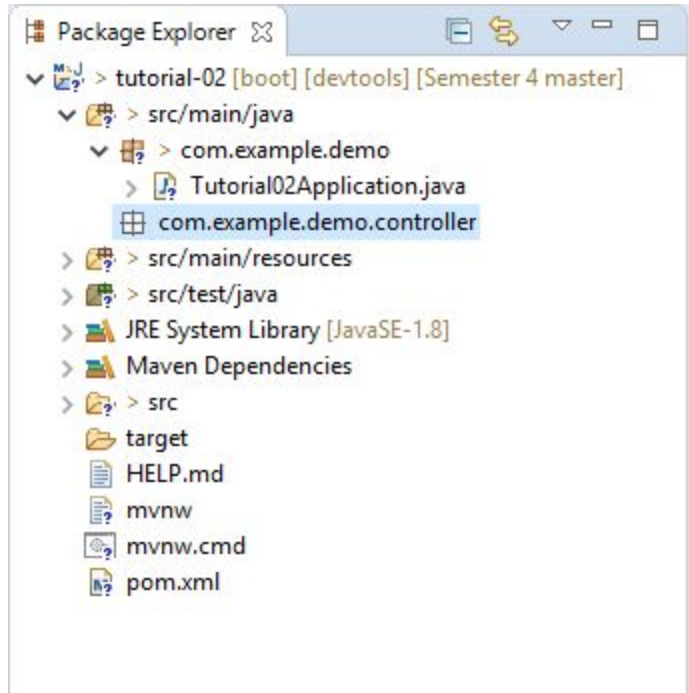 Package Explorer
> tutorial-02 [boot] [devtools] [Semester 4 master]
> src/main/java
> com.example.demo
Tutorial02Application.java
com.example.demo.controller
> src/main/resources
> src/test/java
JRE System Library [JavaSE-1.8]
Maven Dependencies
> src
target
HELP.md
mvnw
mvnw.cmd
pom.xml